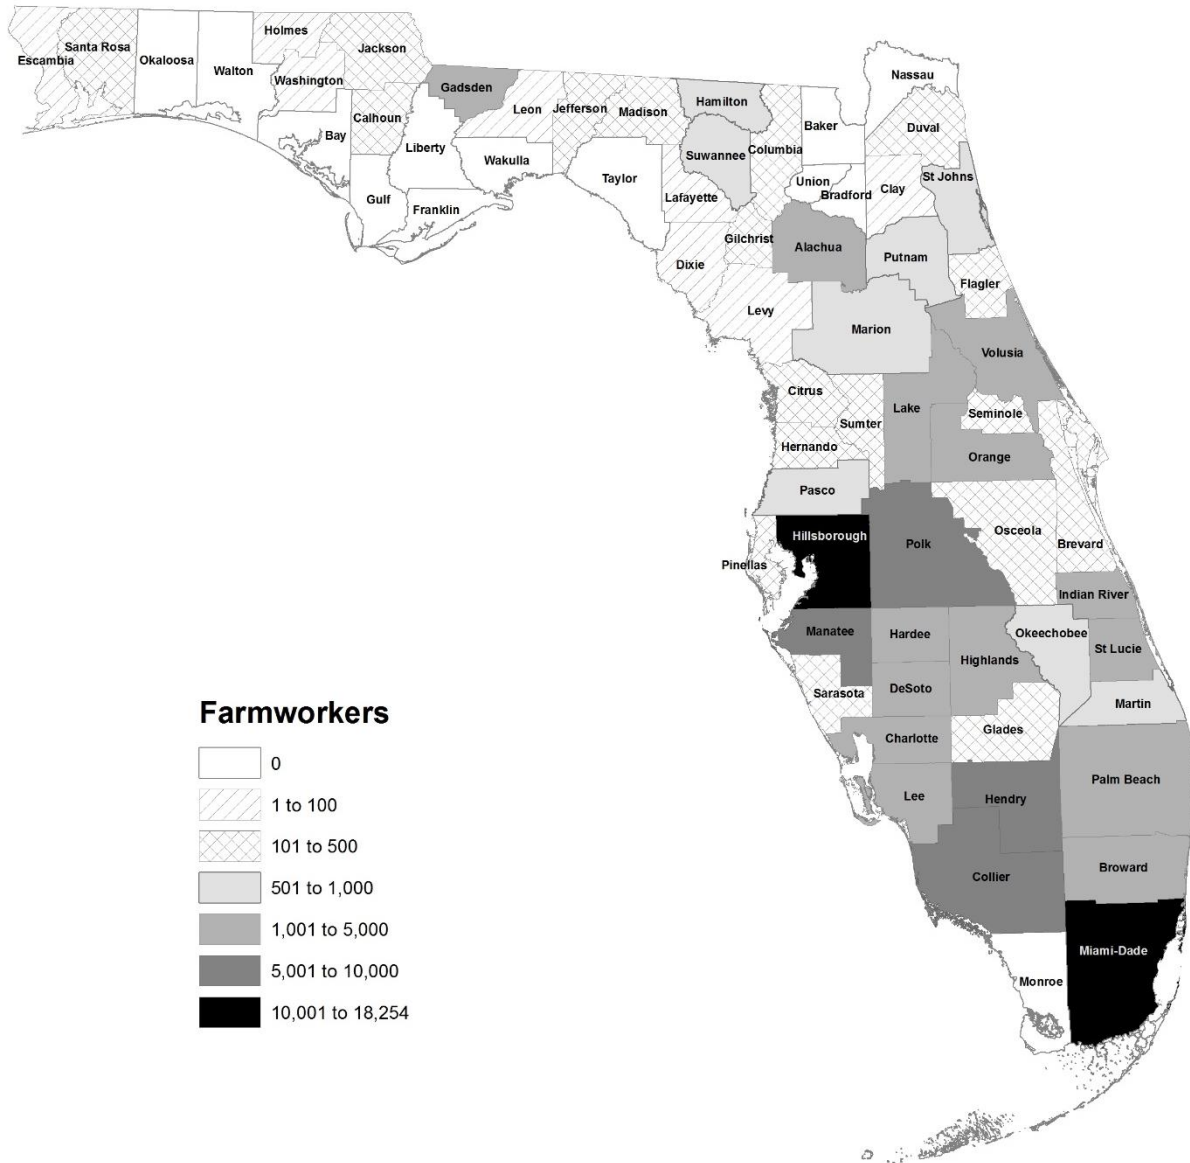 Holmes
Santa Rosa
Jackson
Escambia
Okaloosa
Walton
Washington
Nassau
Gadsden
Hamilton
Leon
Jefferson
Madison
Calhoun
Bay
Liberty
Baker
Duval
Columbia
Suwannee
Wakulla
Taylor
Union
Bradford
Clay
St Johns
Lafayette
Gulf
Franklin
Gilchrist
Alachua
Putnam
Dixie
Flagler
Levy
Marion
Volusia
Citrus
Lake
Seminole
Sumter
Hernando
Orange
Pasco
Hillsborough
Polk
Osceola
Brevard
Pinellas
Indian River
Manatee
Hardee
Okeechobee
St Lucie
Highlands
Sarasota
DeSoto
Martin
Charlotte
Glades
Palm Beach
Lee
Hendry
Collier
Broward
Miami-Dade
Monroe
Farmworkers
0
1 to 100
101 to 500
501 to 1,000
1,001 to 5,000
5,001 to 10,000
10,001 to 18,254